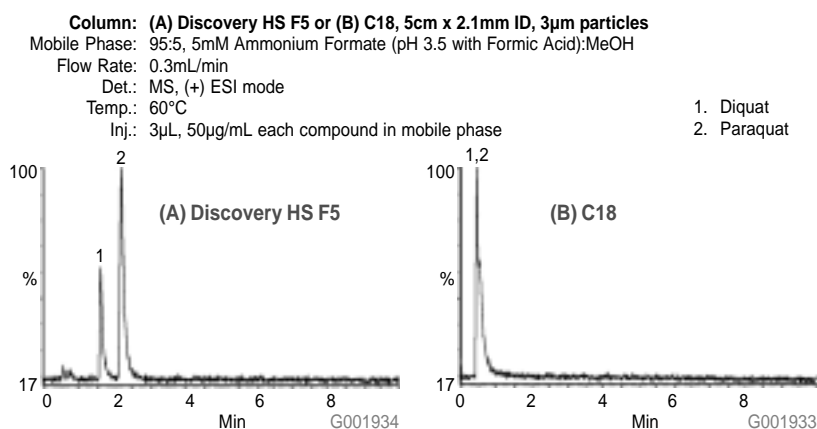 Column: (A) Discovery HS F5 or (B) C18, 5cm x 2.1mm ID, 3µm particles
Mobile Phase: 95:5, 5mM Ammonium Formate (pH 3.5 with Formic Acid):MeOH
Flow Rate: 0.3mL/min
Det.: MS, (+) ESI mode
Temp.: 60°C
Inj.: 3µL, 50µg/mL each compound in mobile phase
1. Diquat
2. Paraquat
100
2
(A) Discovery HS F5
1
%
17
0 2 4 6 8
Min
G001934
1,2
100
(B) C18
%
17
0 2 4 6 8
Min
G001933